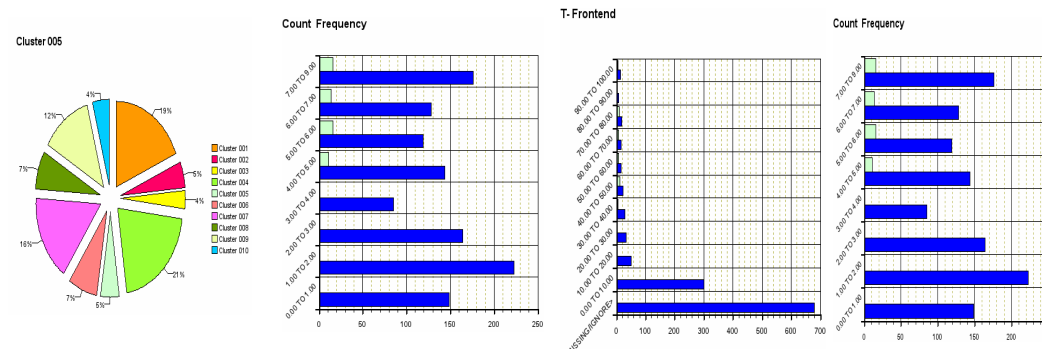 Cluster 005
4%
19%
12%
5%
7%
4%
16%
21%
7%
5%
Cluster 001
Cluster 002
Cluster 003
Cluster 004
Cluster 005
Cluster 006
Cluster 007
Cluster 008
Cluster 009
Cluster 010
Count Frequency
7.00 TO 9.00
6.00 TO 7.00
5.00 TO 6.00
4.00 TO 5.00
3.00 TO 4.00
2.00 TO 3.00
1.00 TO 2.00
0.00 TO 1.00
0 50 100 150 200 250
T- Frontend
90.00 TO 100.00
80.00 TO 90.00
70.00 TO 80.00
60.00 TO 70.00
50.00 TO 60.00
40.00 TO 50.00
30.00 TO 40.00
20.00 TO 30.00
10.00 TO 20.00
0.00 TO 10.00
ISSING/IGNORE>
0 100 200 300 400 500 600 700
Count Frequency
7.00 TO 9.00
6.00 TO 7.00
5.00 TO 6.00
4.00 TO 5.00
3.00 TO 4.00
2.00 TO 3.00
1.00 TO 2.00
0.00 TO 1.00
0 50 100 150 200